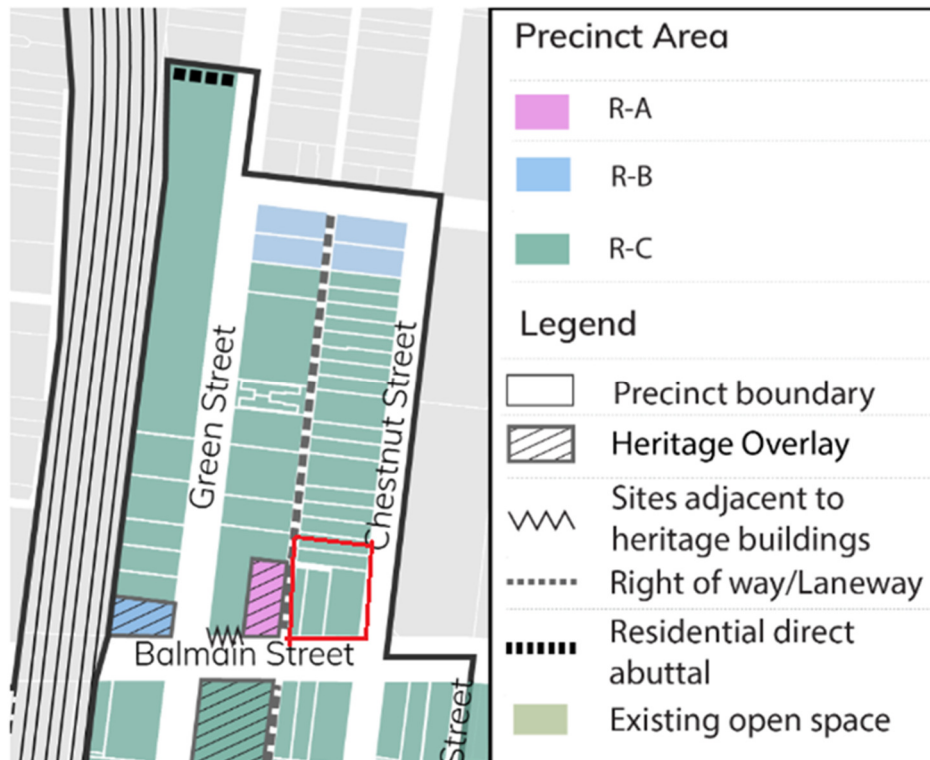 Green Street
Chestnut Street
Balmain Street
Street
Precinct Area
R-A
R-B
R-C
Legend
Precinct boundary
Heritage Overlay
Sites adjacent to
heritage buildings
Right of way/Laneway
Residential direct
abuttal
Existing open space